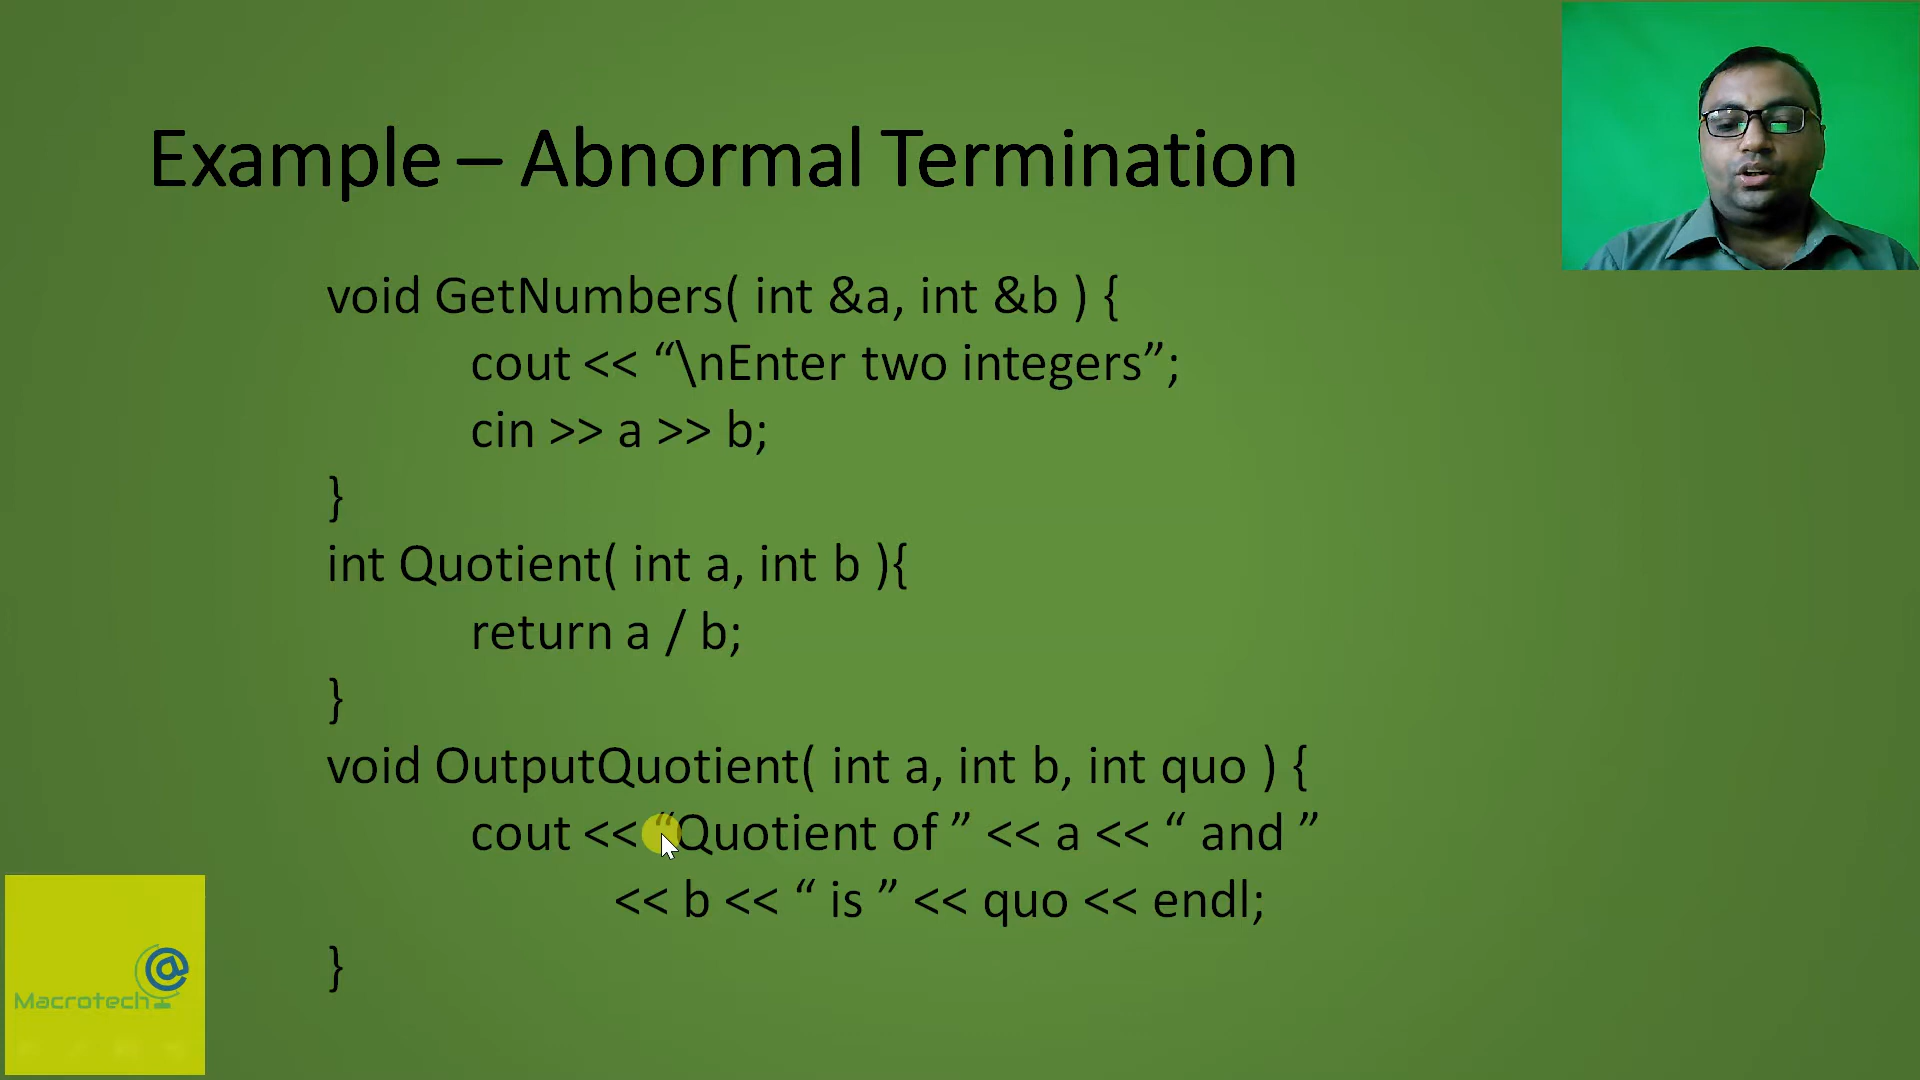 Example – Abnormal Termination
void GetNumbers( int &a, int &b ) {
cout << “\nEnter two integers”;
cin >> a >> b;
}
int Quotient( int a, int b ){
return a / b;
}
void OutputQuotient( int a, int b, int quo ) {
cout << “Quotient of ” << a << “ and ”
<< b << “ is ” << quo << endl;
}
@
Macrotech